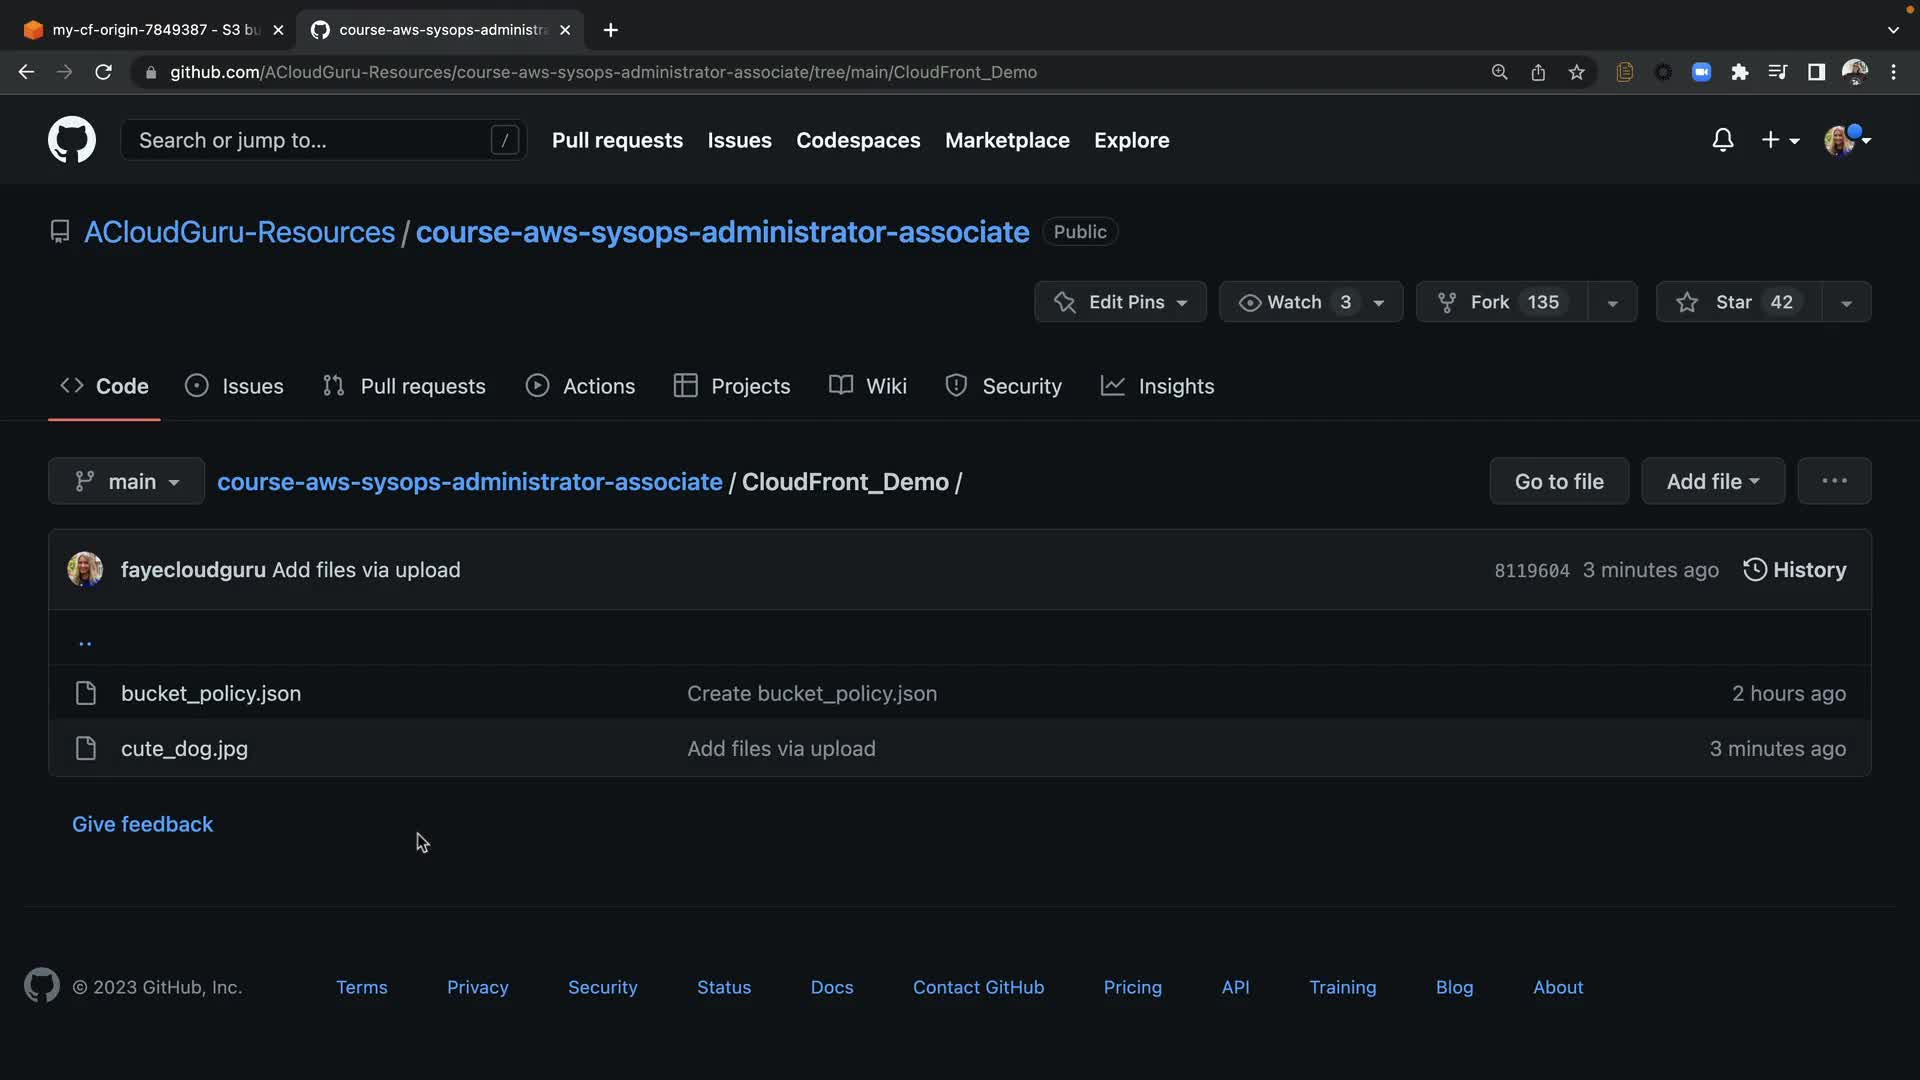 my-cf-origin-7849387 - S3 bu
course-aws-sysops-administra
github.com/ACloudGuru-Resources/course-aws-sysops-administrator-associate/tree/main/CloudFront_Demo
Search or jump to... /
Pull requests Issues Codespaces Marketplace Explore
ACloudGuru-Resources / course-aws-sysops-administrator-associate Public
Edit Pins Watch 3 Fork 135 Star 42
Code Issues Pull requests Actions Projects Wiki Security Insights
main course-aws-sysops-administrator-associate / CloudFront_Demo / Go to file Add file ...
fayecloudguru Add files via upload 8119604 3 minutes ago History
..
bucket_policy.json Create bucket_policy.json 2 hours ago
cute_dog.jpg Add files via upload 3 minutes ago
Give feedback
© 2023 GitHub, Inc. Terms Privacy Security Status Docs Contact GitHub Pricing API Training Blog About